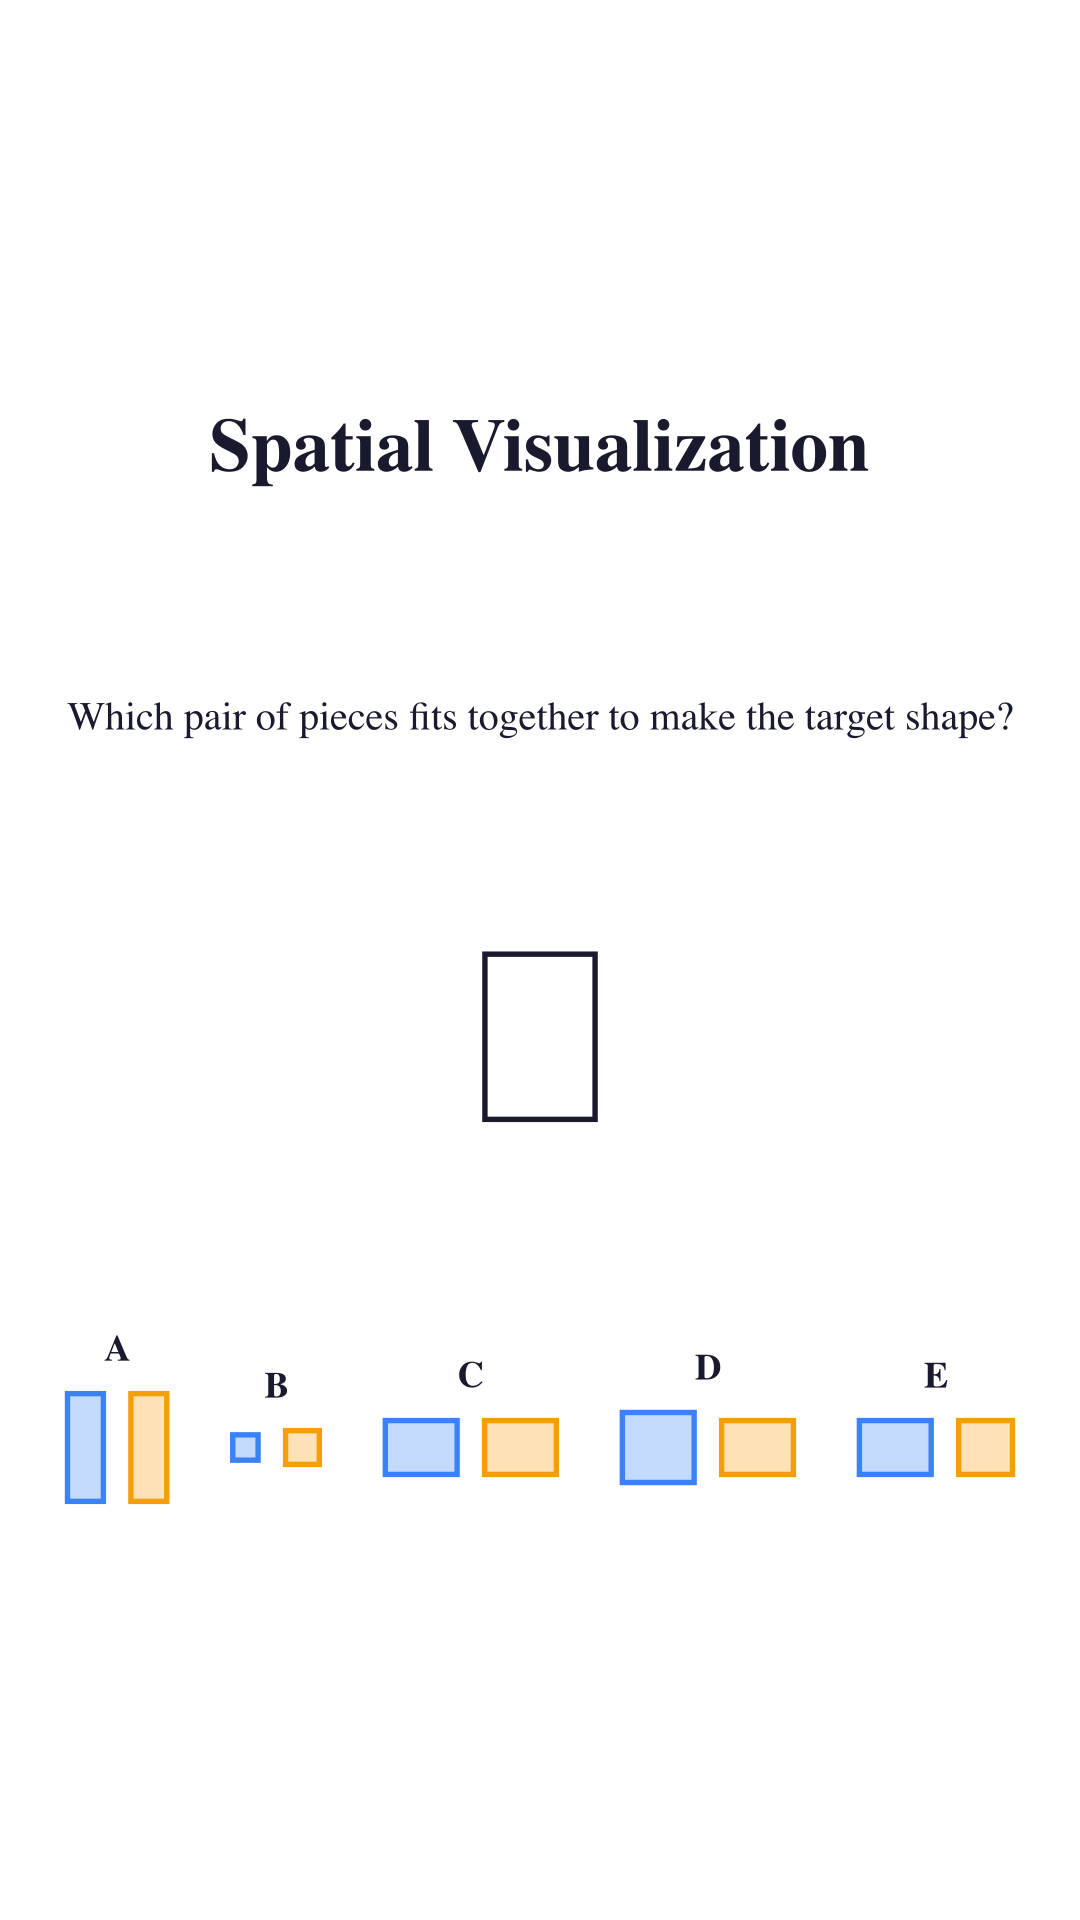 Spatial Visualization
Which pair of pieces fits together to make the target shape?
A
B
C
D
E